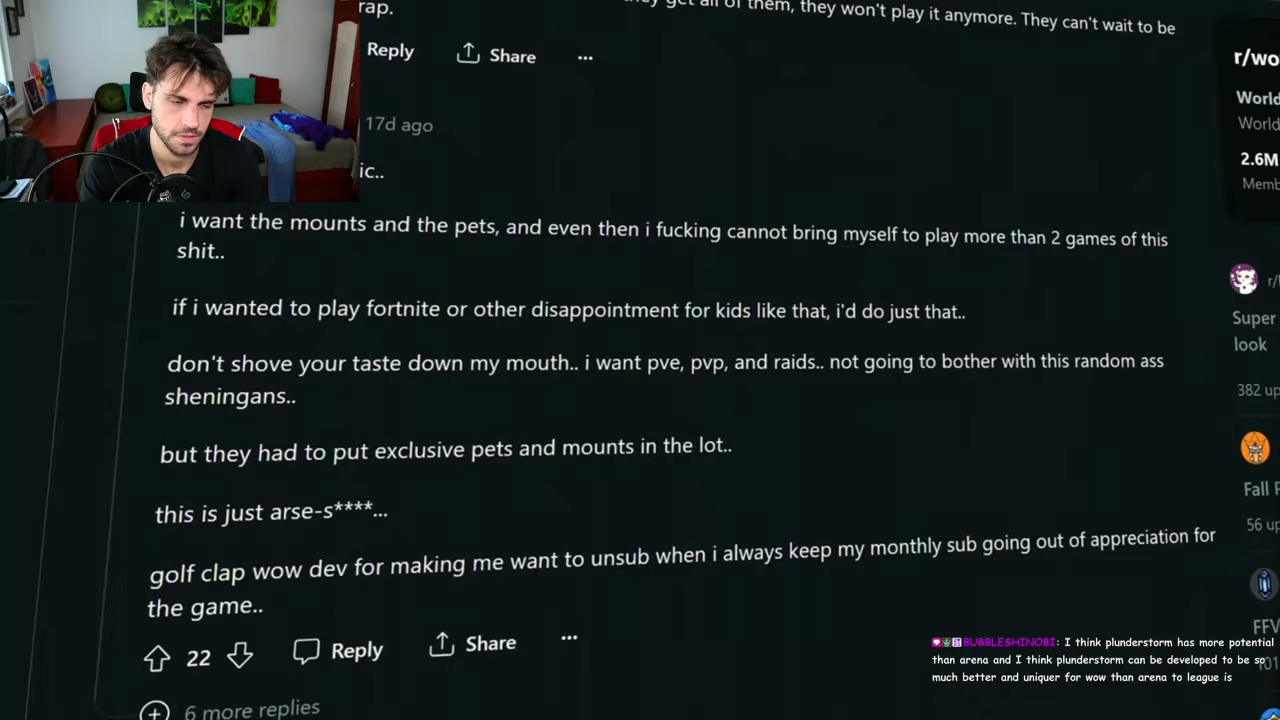 rap.
get all of them, they won't play it anymore. They can't wait to be
Reply
Share
...
17d ago
ic..
i want the mounts and the pets, and even then i fucking cannot bring myself to play more than 2 games of this
shit..
if i wanted to play fortnite or other disappointment for kids like that, i'd do just that..
don't shove your taste down my mouth.. i want pve, pvp, and raids.. not going to bother with this random ass
sheningans..
but they had to put exclusive pets and mounts in the lot..
this is just arse-s****...
golf clap wow dev for making me want to unsub when i always keep my monthly sub going out of appreciation for
the game..
22
Reply
Share
...
6 more replies
r/wo
World
World
2.6M
Memb
r/
Super
look
382 up
Fall F
56 up
FFV
101
BUBBLESHINOBI: I think plunderstorm has more potential
than arena and I think plunderstorm can be developed to be so
much better and uniquer for wow than arena to league is